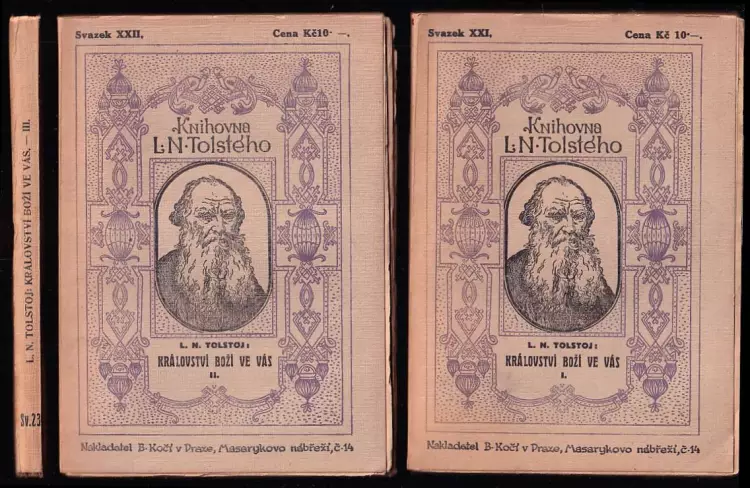 L. N. TOLSTOJ: KRÁLOVSTVÍ BOŽÍ VE VÁS. — III.
Sv.23
Svazek XXII,
Cena Kč10·—.
Knihovna
L·N·Tolstého
L. N. TOLSTOJ:
KRÁLOVSTVÍ BOŽÍ VE VÁS
II.
Nakladatel B·Kočí v Praze, Masarykovo nábřeží,č·14
Svazek XXI,
Cena Kč 10·—.
Knihovna
L·N·Tolstého
L. N. TOLSTOJ:
KRÁLOVSTVÍ BOŽÍ VE VÁS
I.
Nakladatel B·Kočí v Praze, Masarykovo nábřeží,č·14